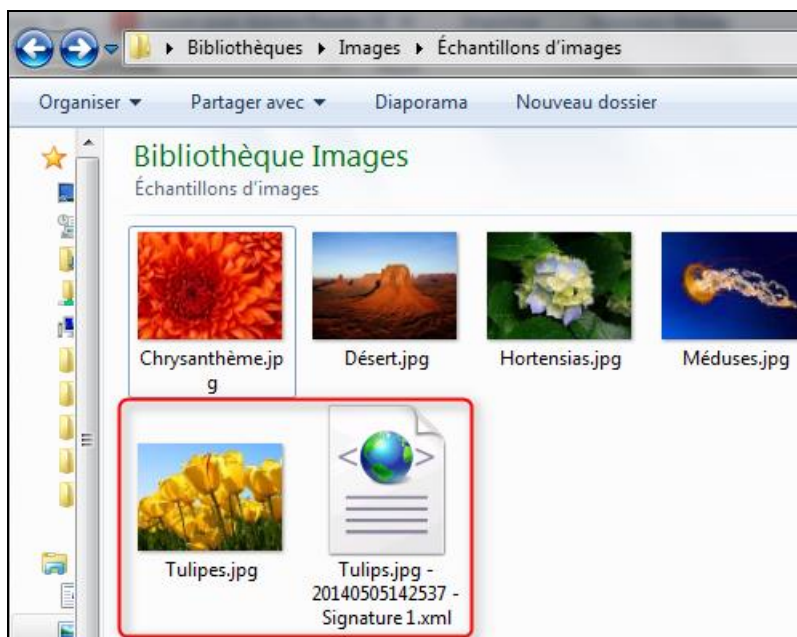 Bibliothèques Images Échantillons d'images
Organiser Partager avec Diaporama Nouveau dossier
Bibliothèque Images
Échantillons d'images
Chrysanthème.jp
g
Désert.jpg
Hortensias.jpg
Méduses.jpg
Tulipes.jpg
Tulips.jpg -
20140505142537 -
Signature 1.xml